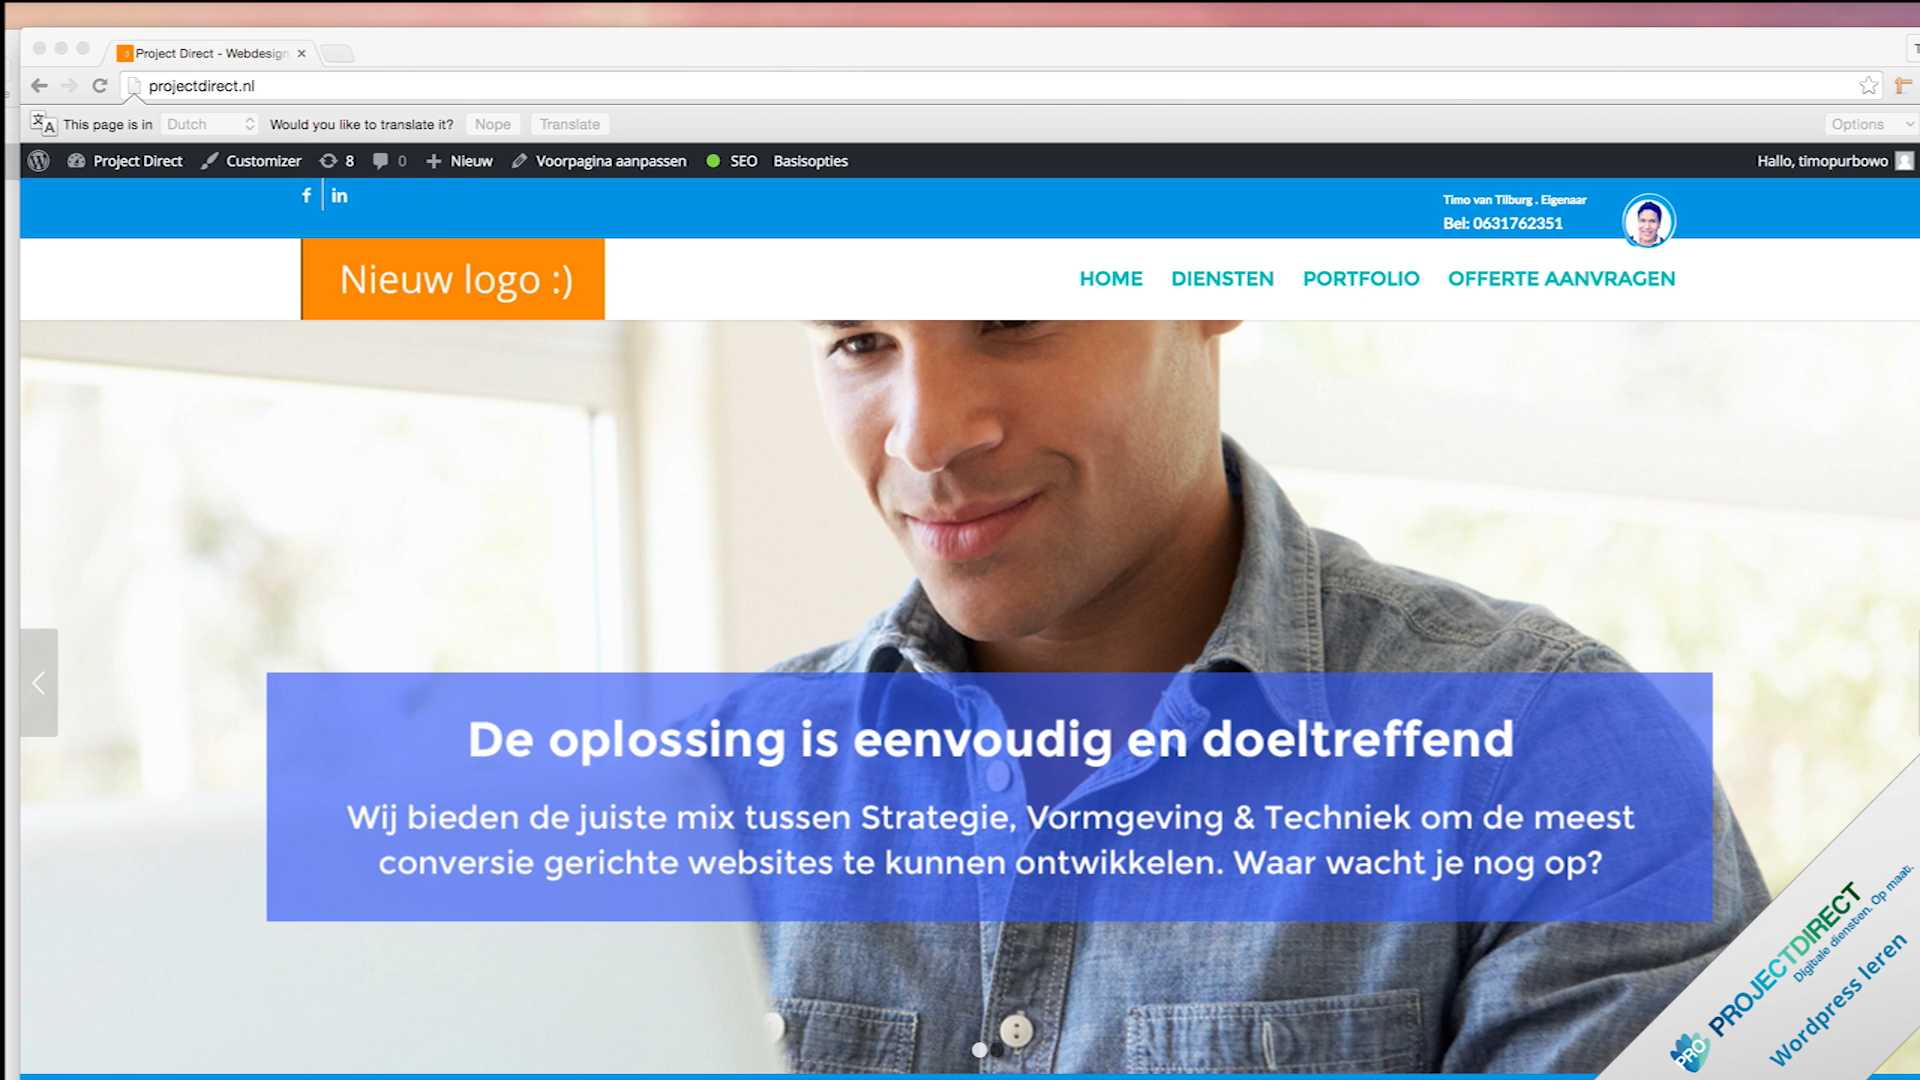 Project Direct - Webdesign
projectdirect.nl
This page is in Dutch Would you like to translate it? Nope Translate Options
Project Direct Customizer 8 0 Nieuw Voorpagina aanpassen SEO Basisopties Hallo, timopurbowo
f in
Timo van Tilburg . Eigenaar
Bel: 0631762351
Nieuw logo :)
HOME DIENSTEN PORTFOLIO OFFERTE AANVRAGEN
De oplossing is eenvoudig en doeltreffend
Wij bieden de juiste mix tussen Strategie, Vormgeving & Techniek om de meest
conversie gerichte websites te kunnen ontwikkelen. Waar wacht je nog op?
PRO PROJECTDIRECT
Digitale diensten. Op maat.
Wordpress leren